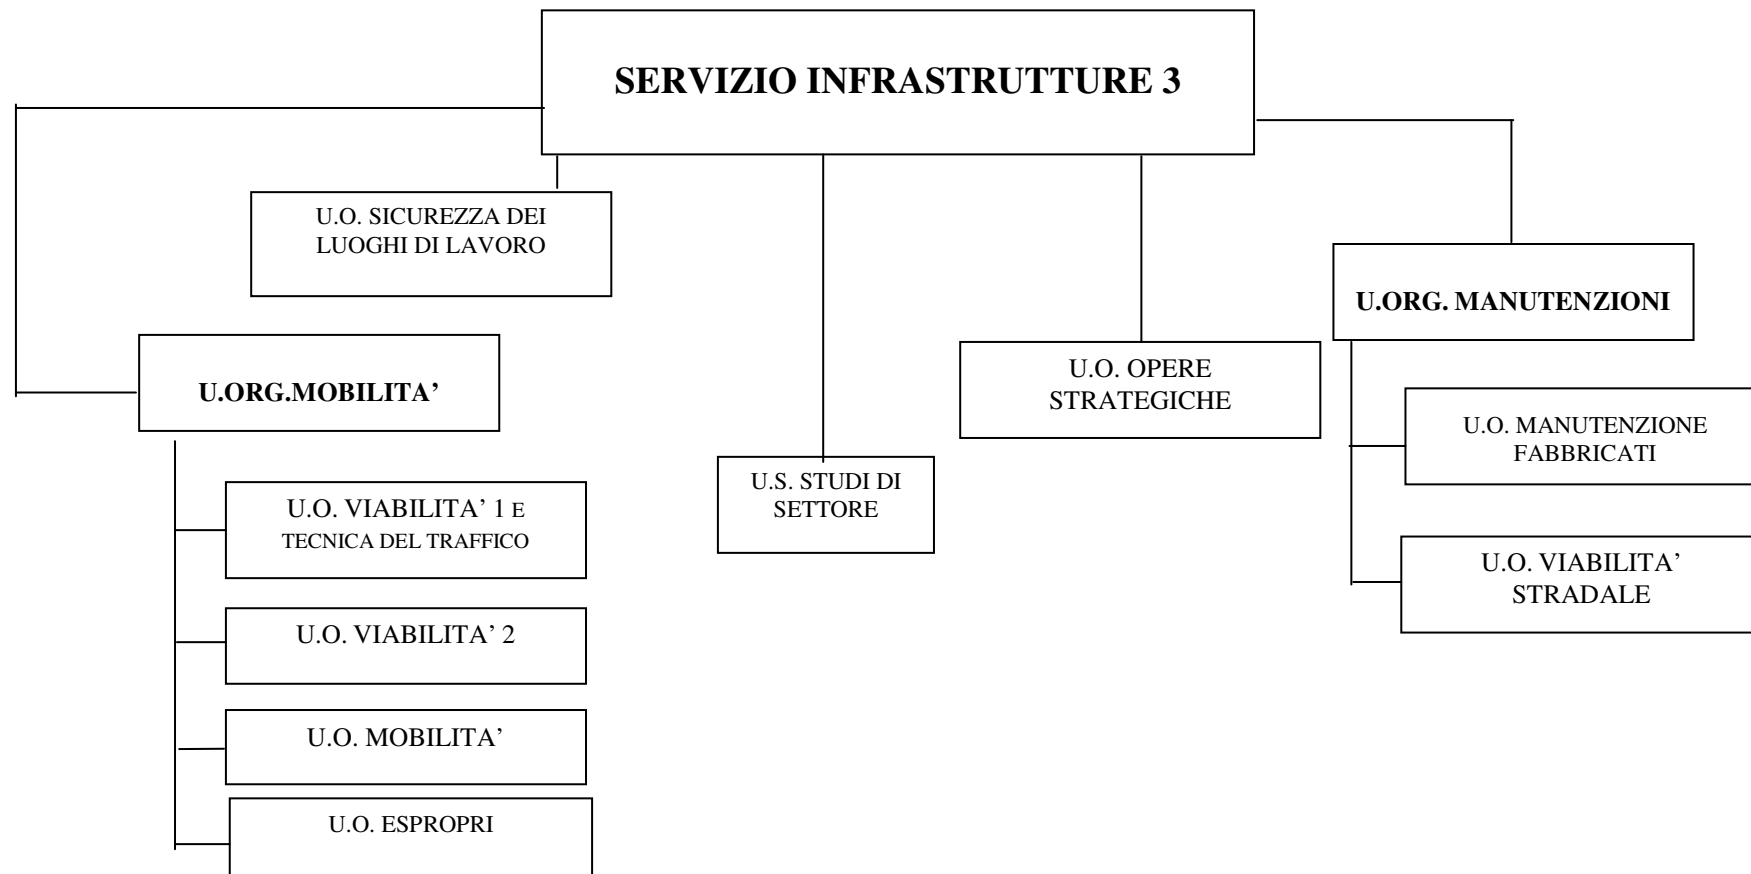 SERVIZIO INFRASTRUTTURE 3
U.O. SICUREZZA DEI
LUOGHI DI LAVORO
U.ORG. MANUTENZIONI
U.ORG.MOBILITA’
U.O. OPERE
STRATEGICHE
U.O. MANUTENZIONE
FABBRICATI
U.S. STUDI DI
SETTORE
U.O. VIABILITA’ 1 E
TECNICA DEL TRAFFICO
U.O. VIABILITA’
STRADALE
U.O. VIABILITA’ 2
U.O. MOBILITA’
U.O. ESPROPRI